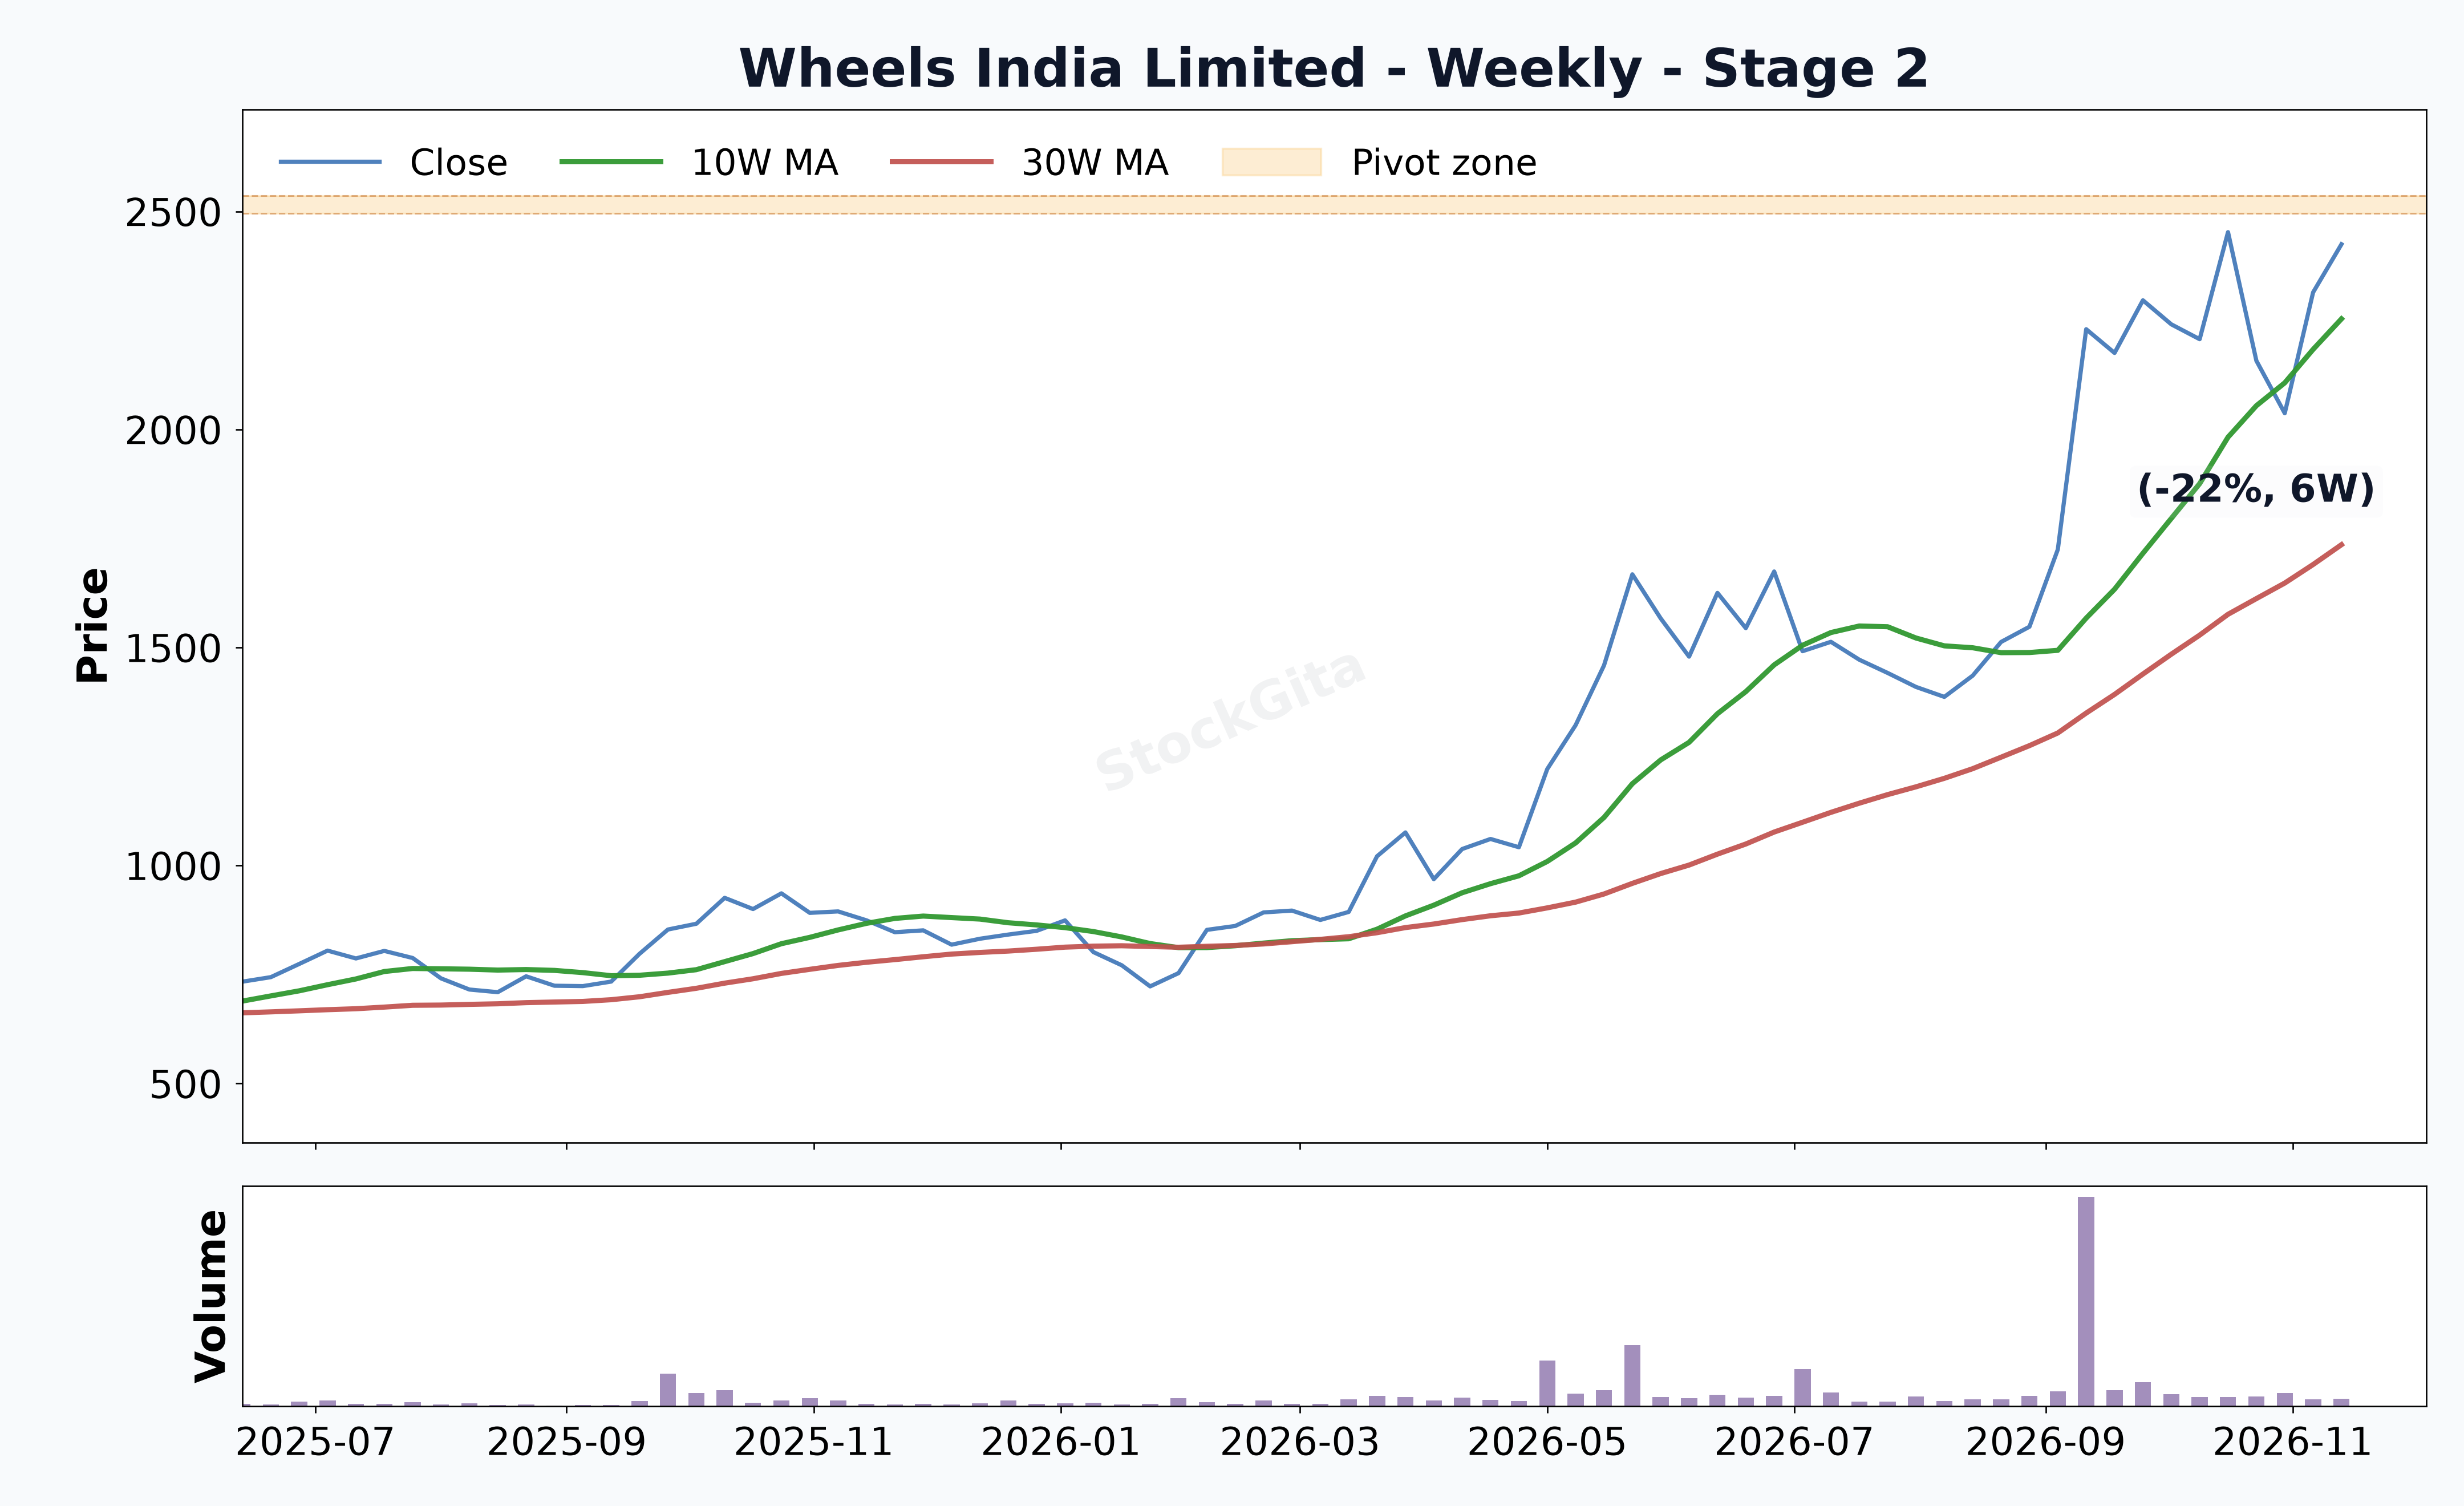 Wheels India Limited - Weekly - Stage 2
Close 10W MA 30W MA Pivot zone
2500
2000
1500
1000
500
Price
(-22%, 6W)
StockGita
Volume
2025-07 2025-09 2025-11 2026-01 2026-03 2026-05 2026-07 2026-09 2026-11